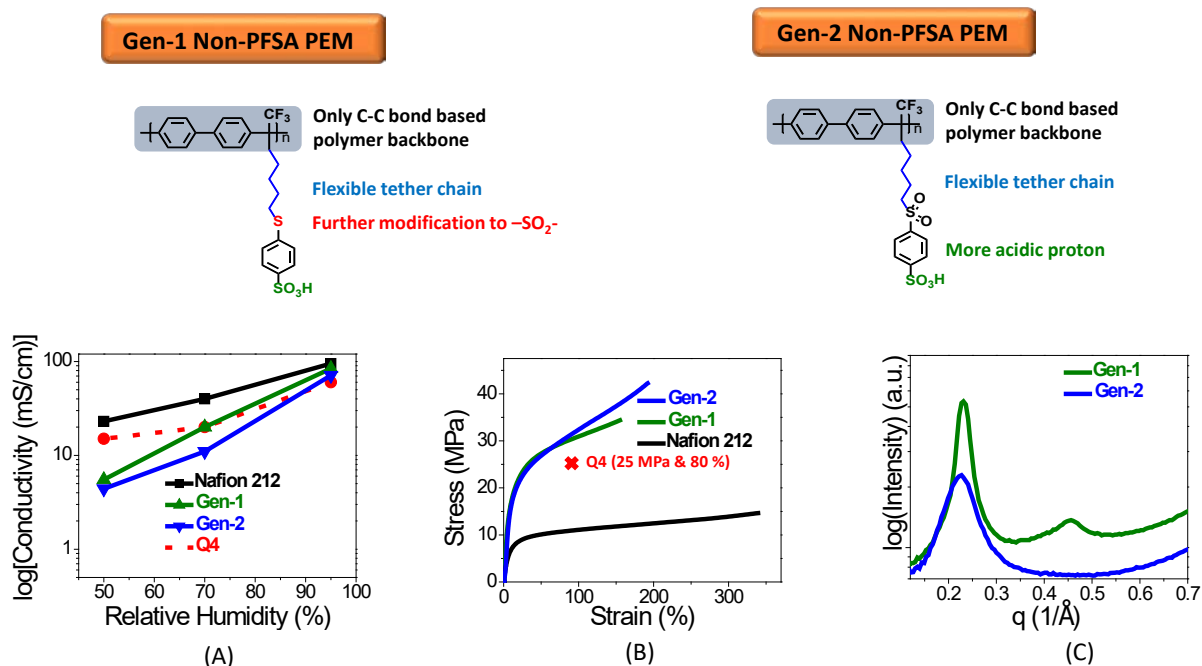 Gen-1 Non-PFSA PEM
Gen-2 Non-PFSA PEM
CF3
n
Only C-C bond based
polymer backbone
Flexible tether chain
S
Further modification to –SO2-
SO3H
CF3
n
Only C-C bond based
polymer backbone
Flexible tether chain
O
S
O
More acidic proton
SO3H
log[Conductivity (mS/cm)]
100
10
1
Nafion 212
Gen-1
Gen-2
Q4
50 60 70 80 90 100
Relative Humidity (%)
(A)
Stress (MPa)
40
30
20
10
0
Gen-2
Gen-1
Nafion 212
Q4 (25 MPa & 80 %)
0 100 200 300
Strain (%)
(B)
log(Intensity) (a.u.)
Gen-1
Gen-2
0.2 0.3 0.4 0.5 0.6 0.7
q (1/Å)
(C)